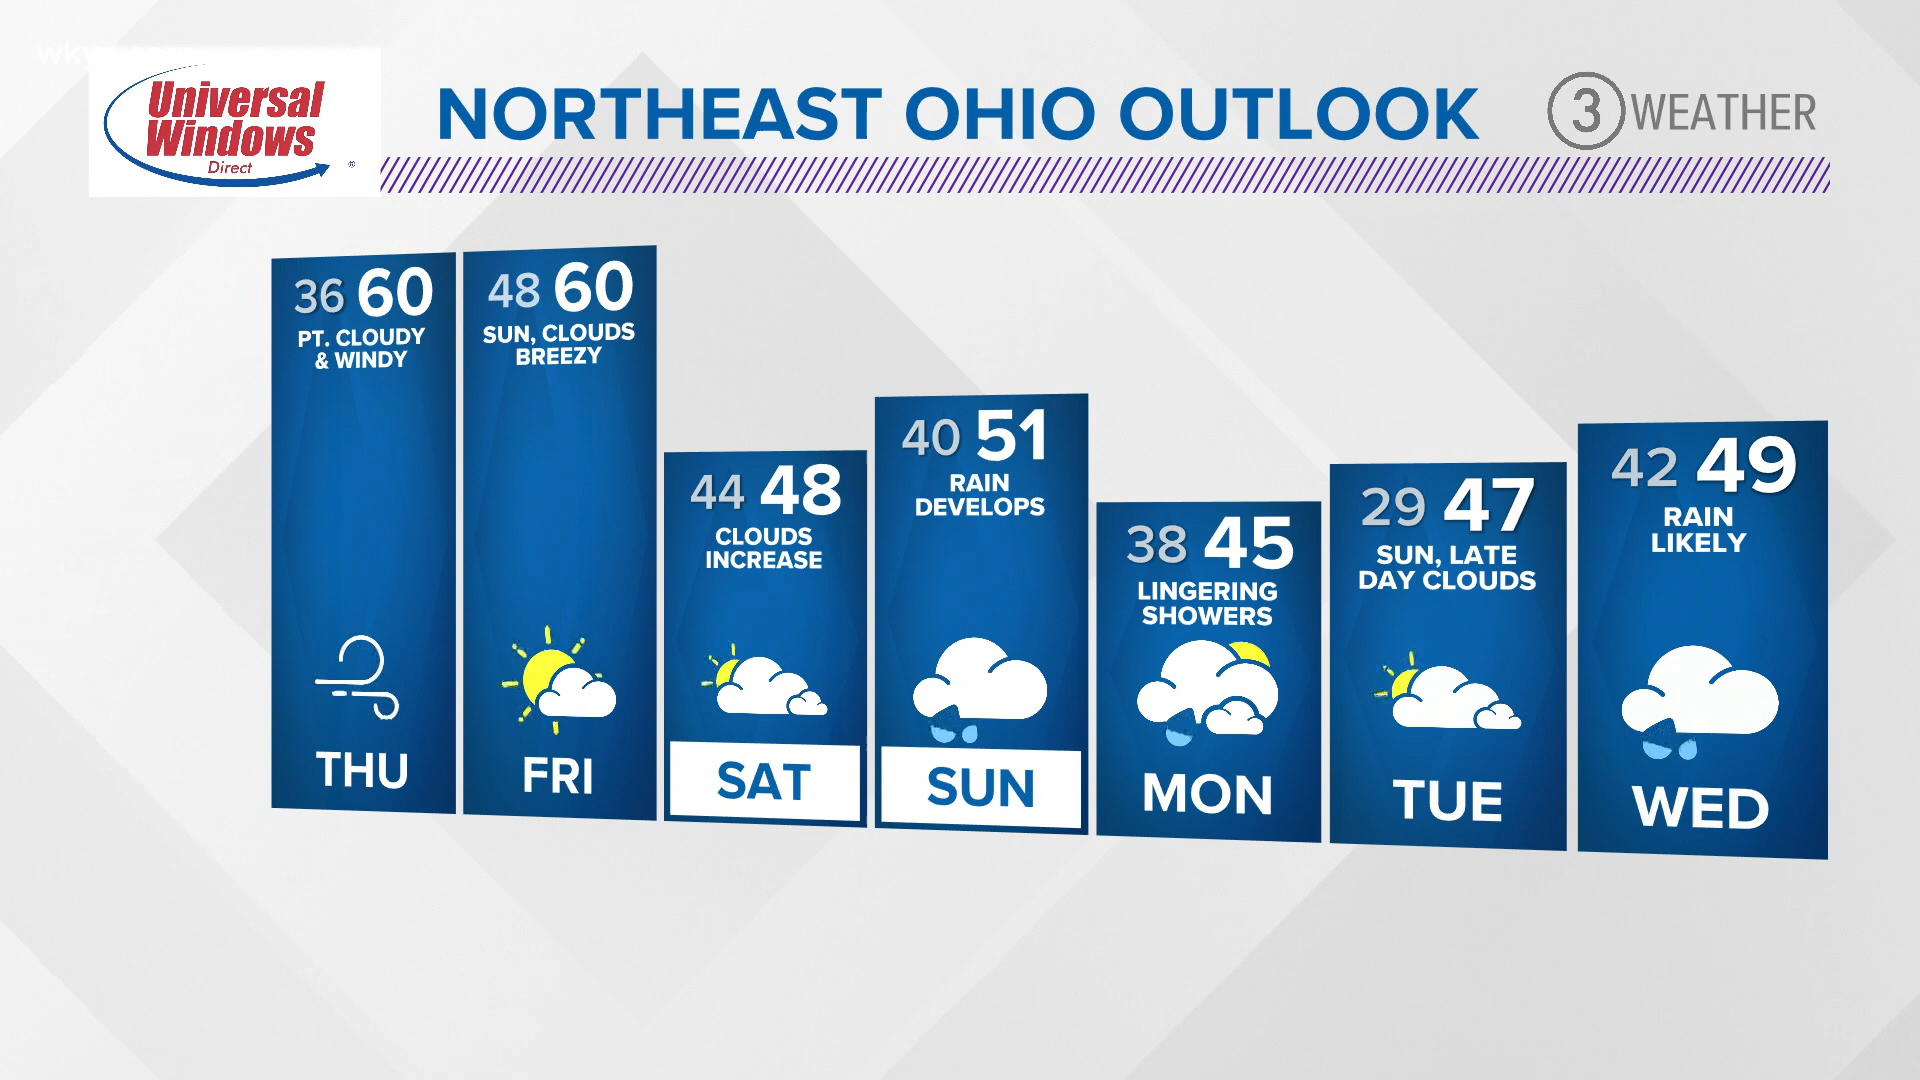 Universal
Windows
Direct
®
NORTHEAST OHIO OUTLOOK
3 WEATHER
36 60
PT. CLOUDY
& WINDY
THU
48 60
SUN, CLOUDS
BREEZY
FRI
44 48
CLOUDS
INCREASE
SAT
40 51
RAIN
DEVELOPS
SUN
38 45
LINGERING
SHOWERS
MON
29 47
SUN, LATE
DAY CLOUDS
TUE
42 49
RAIN
LIKELY
WED